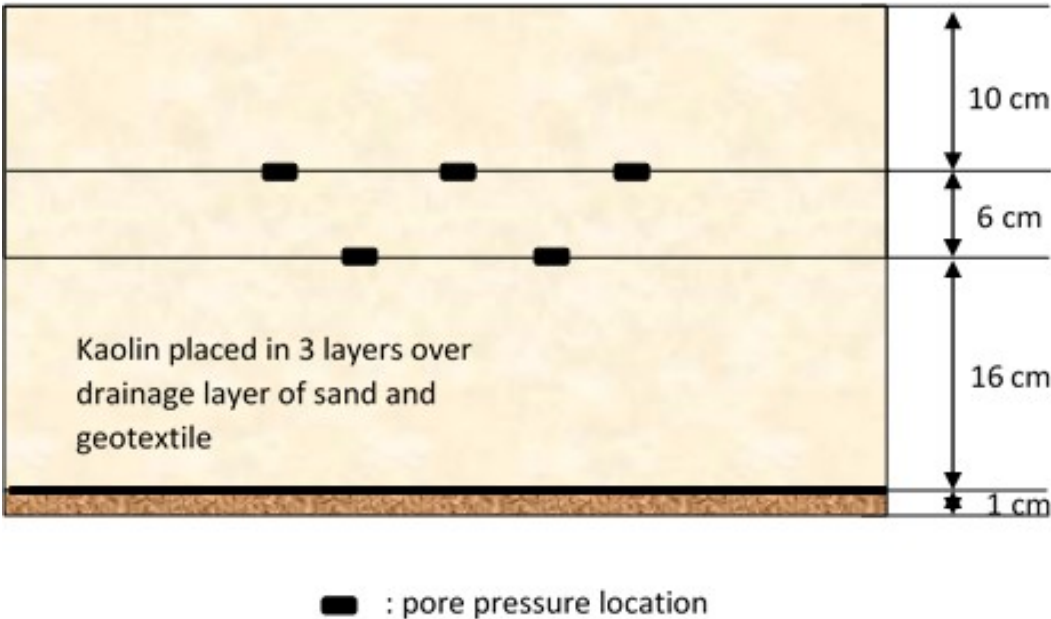 10 cm
6 cm
Kaolin placed in 3 layers over
drainage layer of sand and
geotextile
16 cm
1 cm
: pore pressure location